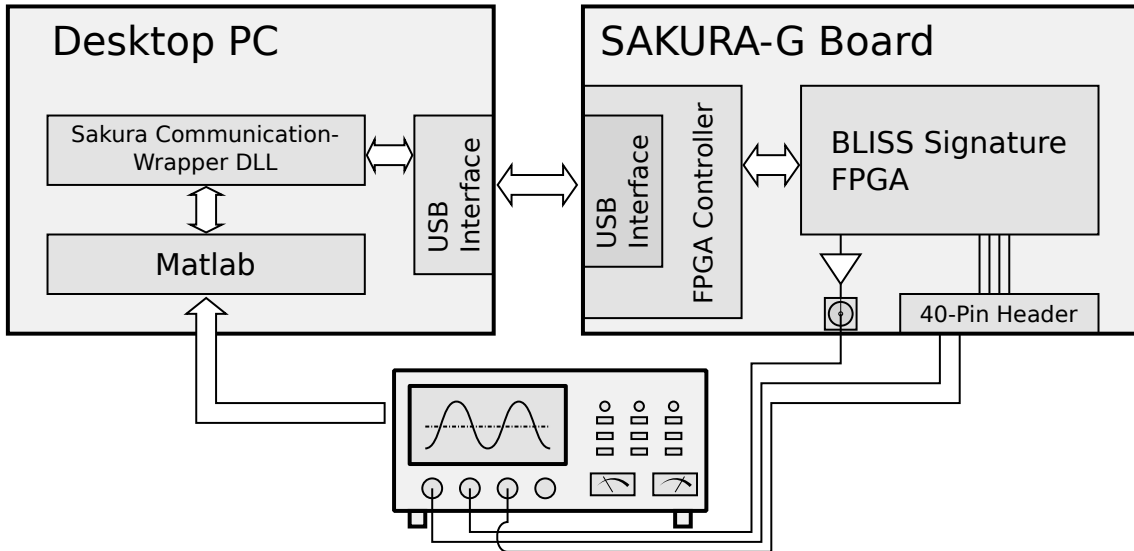 Desktop PC
Sakura Communication-
Wrapper DLL
Matlab
USB
Interface
SAKURA-G Board
USB
Interface
FPGA Controller
BLISS Signature
FPGA
40-Pin Header